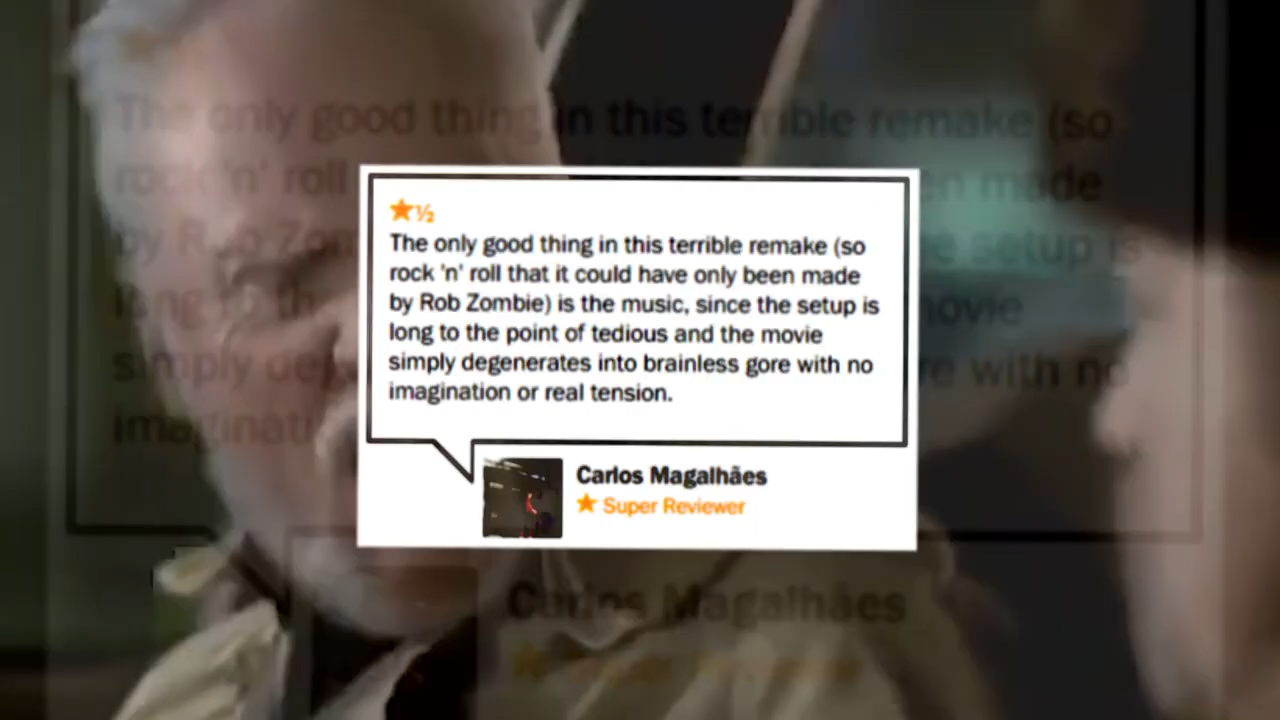 ★½
The only good thing in this terrible remake (so
rock 'n' roll that it could have only been made
by Rob Zombie) is the music, since the setup is
long to the point of tedious and the movie
simply degenerates into brainless gore with no
imagination or real tension.
Carlos Magalhães
★ Super Reviewer